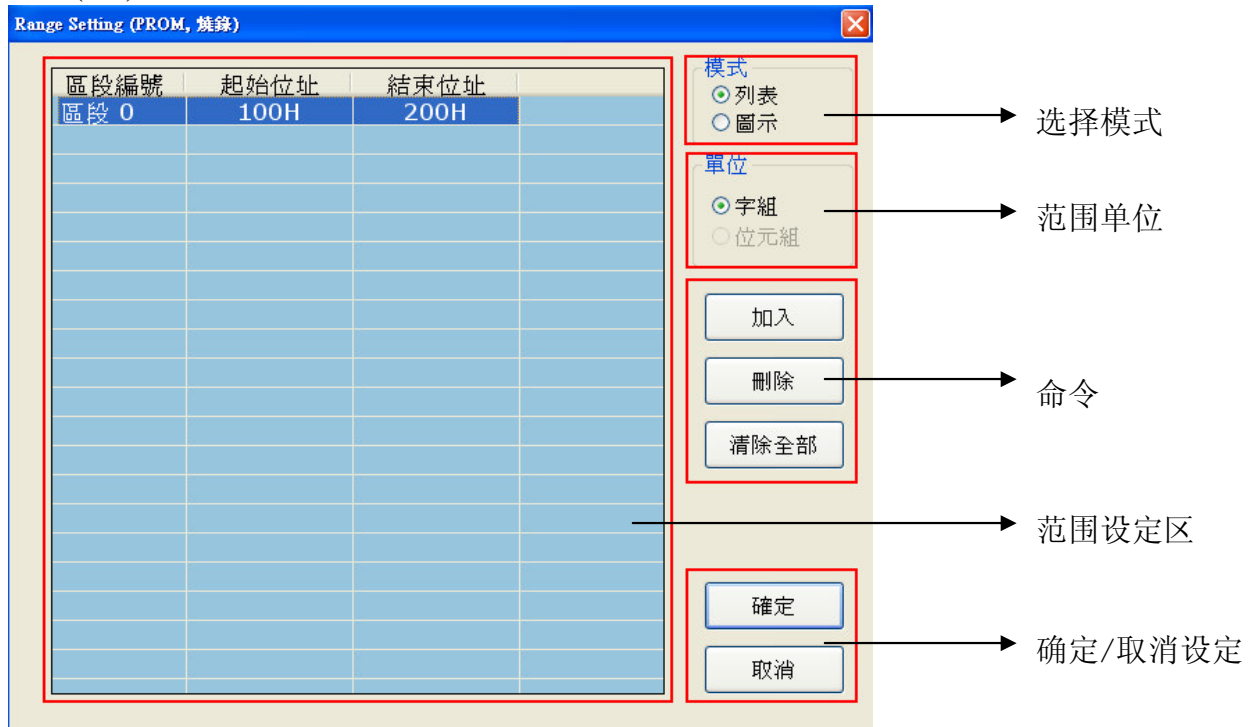 Range Setting (PROM, 燒錄)
區段編號 起始位址 結束位址
區段 0 100H 200H
模式
列表
圖示
选择模式
單位
字組
位元組
范围单位
加入
刪除
清除全部
命令
范围设定区
確定
取消
确定/取消设定